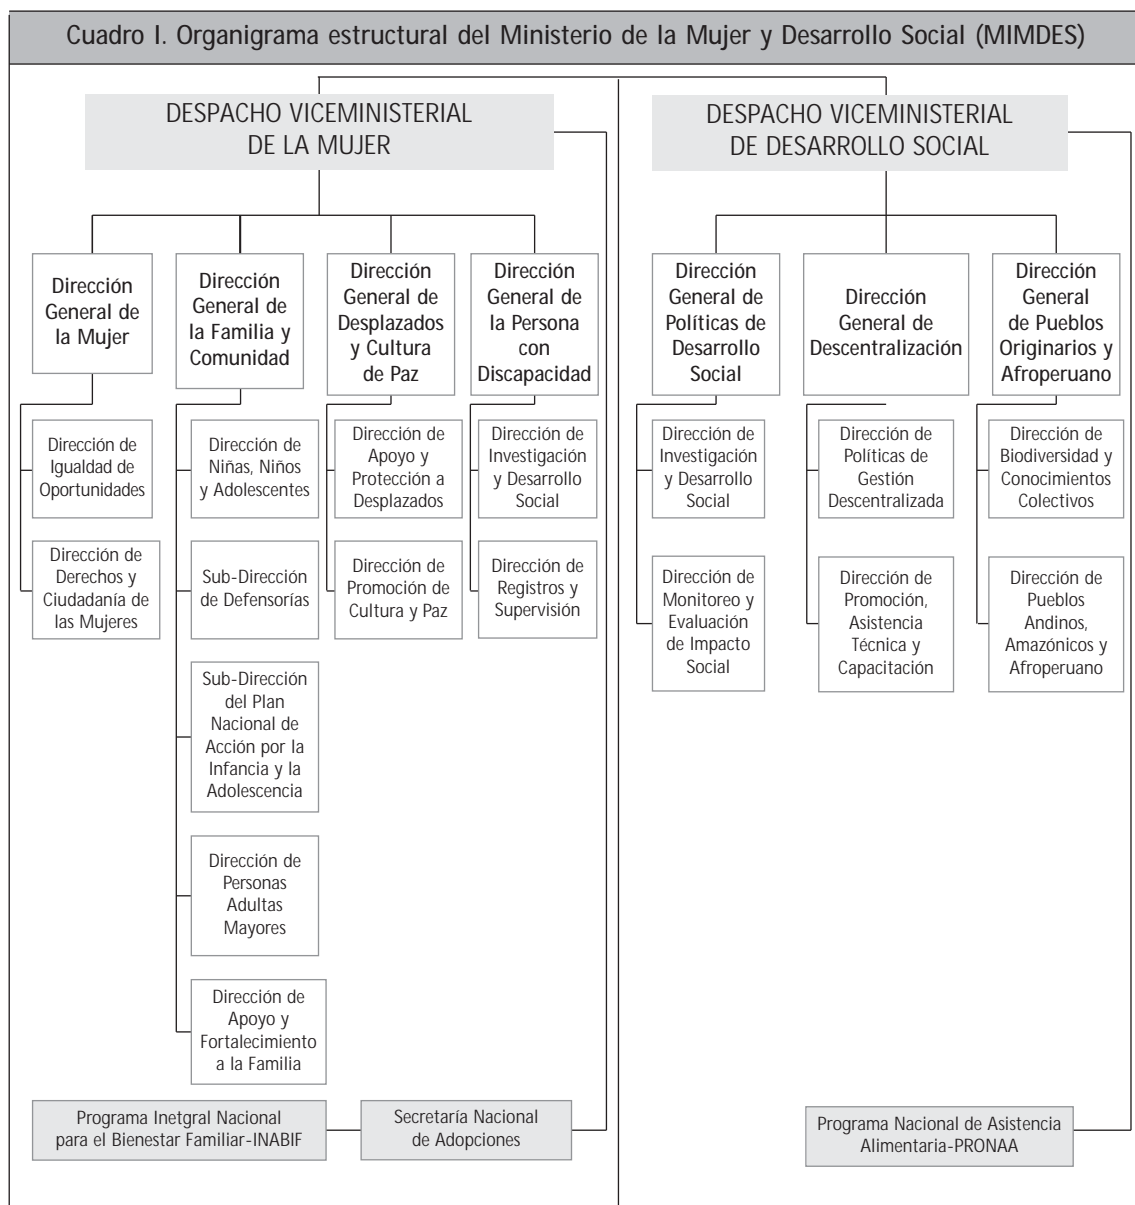 Cuadro I. Organigrama estructural del Ministerio de la Mujer y Desarrollo Social (MIMDES)
DESPACHO VICEMINISTERIAL
DE LA MUJER
Dirección
General de
la Mujer
Dirección de
Igualdad de
Oportunidades
Dirección de
Derechos y
Ciudadanía de
las Mujeres
Dirección
General de
la Familia y
Comunidad
Dirección de
Niñas, Niños
y Adolescentes
Sub-Dirección
de Defensorías
Sub-Dirección
del Plan
Nacional de
Acción por la
Infancia y la
Adolescencia
Dirección de
Personas
Adultas
Mayores
Dirección de
Apoyo y
Fortalecimiento
a la Familia
Dirección
General de
Desplazados
y Cultura
de Paz
Dirección de
Apoyo y
Protección a
Desplazados
Dirección de
Promoción de
Cultura y Paz
Dirección
General de
la Persona
con
Discapacidad
Dirección de
Investigación
y Desarrollo
Social
Dirección de
Registros y
Supervisión
Programa Inetgral Nacional
para el Bienestar Familiar-INABIF
Secretaría Nacional
de Adopciones
DESPACHO VICEMINISTERIAL
DE DESARROLLO SOCIAL
Dirección
General de
Políticas de
Desarrollo
Social
Dirección de
Investigación
y Desarrollo
Social
Dirección de
Monitoreo y
Evaluación
de Impacto
Social
Dirección
General de
Descentralización
Dirección de
Políticas de
Gestión
Descentralizada
Dirección de
Promoción,
Asistencia
Técnica y
Capacitación
Dirección
General
de Pueblos
Originarios y
Afroperuano
Dirección de
Biodiversidad y
Conocimientos
Colectivos
Dirección de
Pueblos
Andinos,
Amazónicos y
Afroperuano
Programa Nacional de Asistencia
Alimentaria-PRONAA